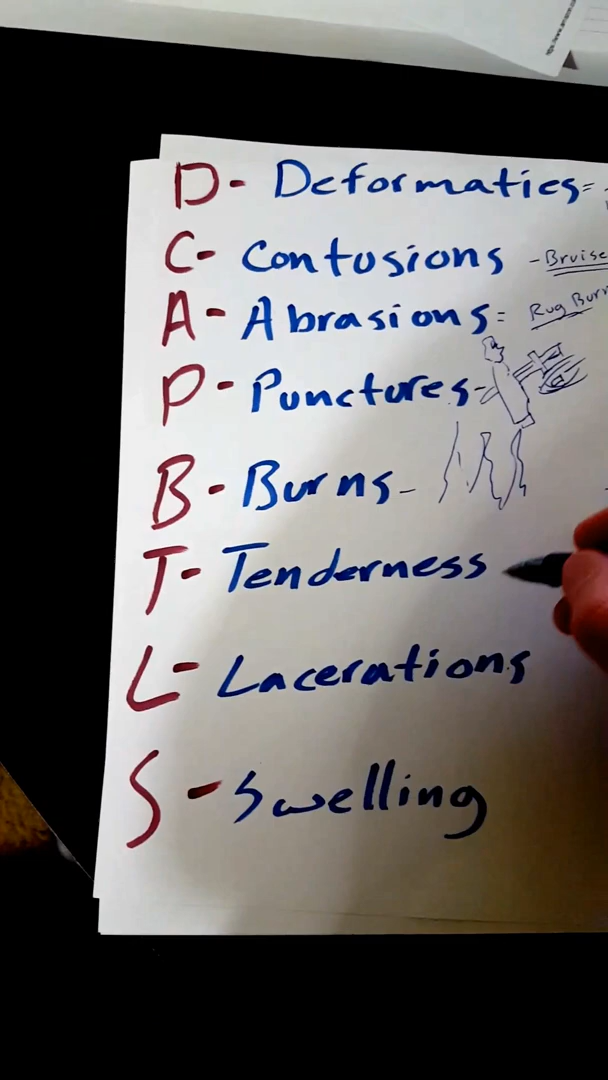 D- Deformaties=
C- Contusions - Bruise
A- Abrasions= Rug Burn
P- Punctures-
B- Burns-
T- Tenderness
L- Lacerations
S- Swelling